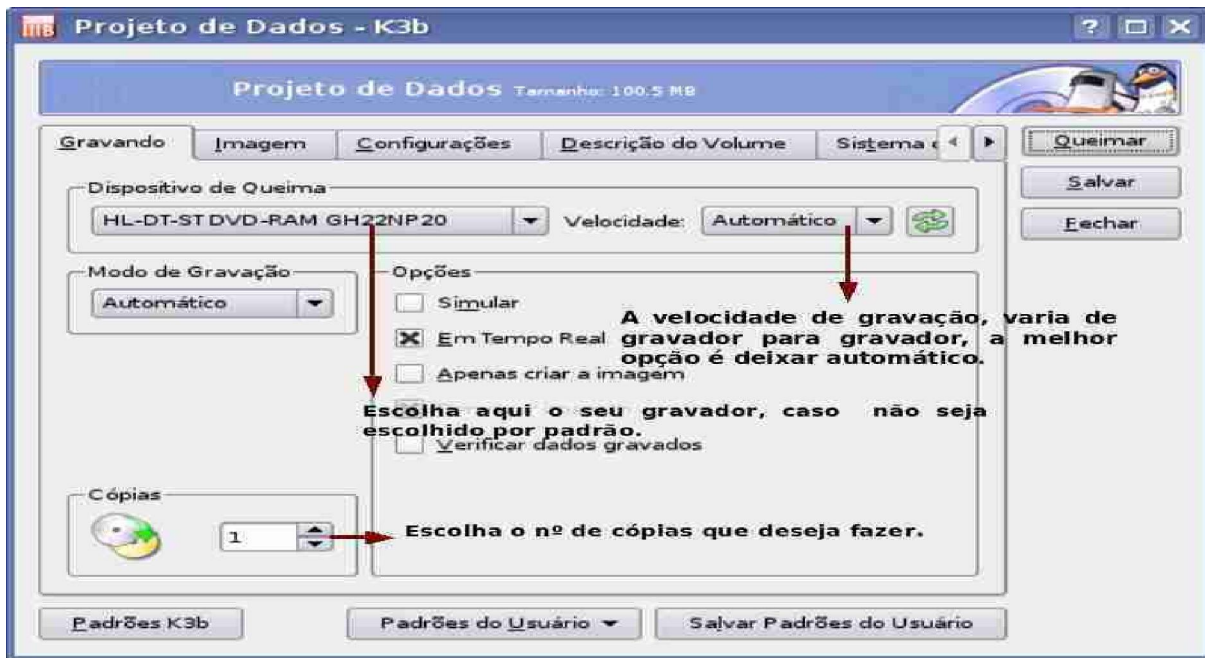 Projeto de Dados - K3b
Projeto de Dados Tamanho: 100.5 MB
Gravando
Imagem
Configurações
Descrição do Volume
Sistema
Queimar
Salvar
Fechar
Dispositivo de Queima
HL-DT-ST DVD-RAM GH22NP20
Velocidade:
Automático
Modo de Gravação
Automático
Opções
Simular
Em Tempo Real
Apenas criar a imagem
Verificar dados gravados
A velocidade de gravação, varia de
gravador para gravador, a melhor
opção é deixar automático.
Escolha aqui o seu gravador, caso não seja
escolhido por padrão.
Cópias
1
Escolha o nº de cópias que deseja fazer.
Padrões K3b
Padrões do Usuário
Salvar Padrões do Usuário